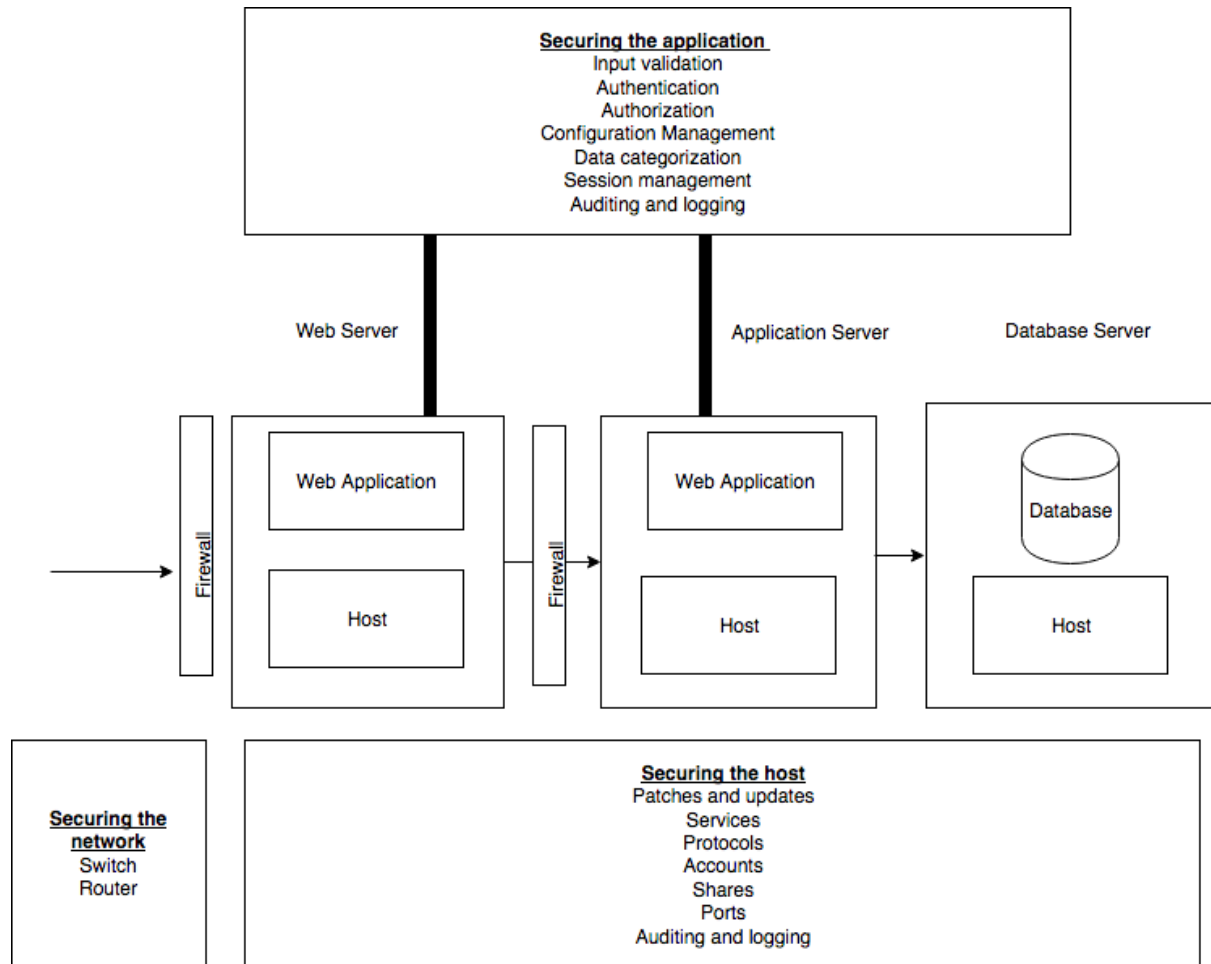 Securing the application
Input validation
Authentication
Authorization
Configuration Management
Data categorization
Session management
Auditing and logging
Web Server
Application Server
Database Server
Firewall
Web Application
Host
Firewall
Web Application
Host
Database
Host
Securing the
network
Switch
Router
Securing the host
Patches and updates
Services
Protocols
Accounts
Shares
Ports
Auditing and logging